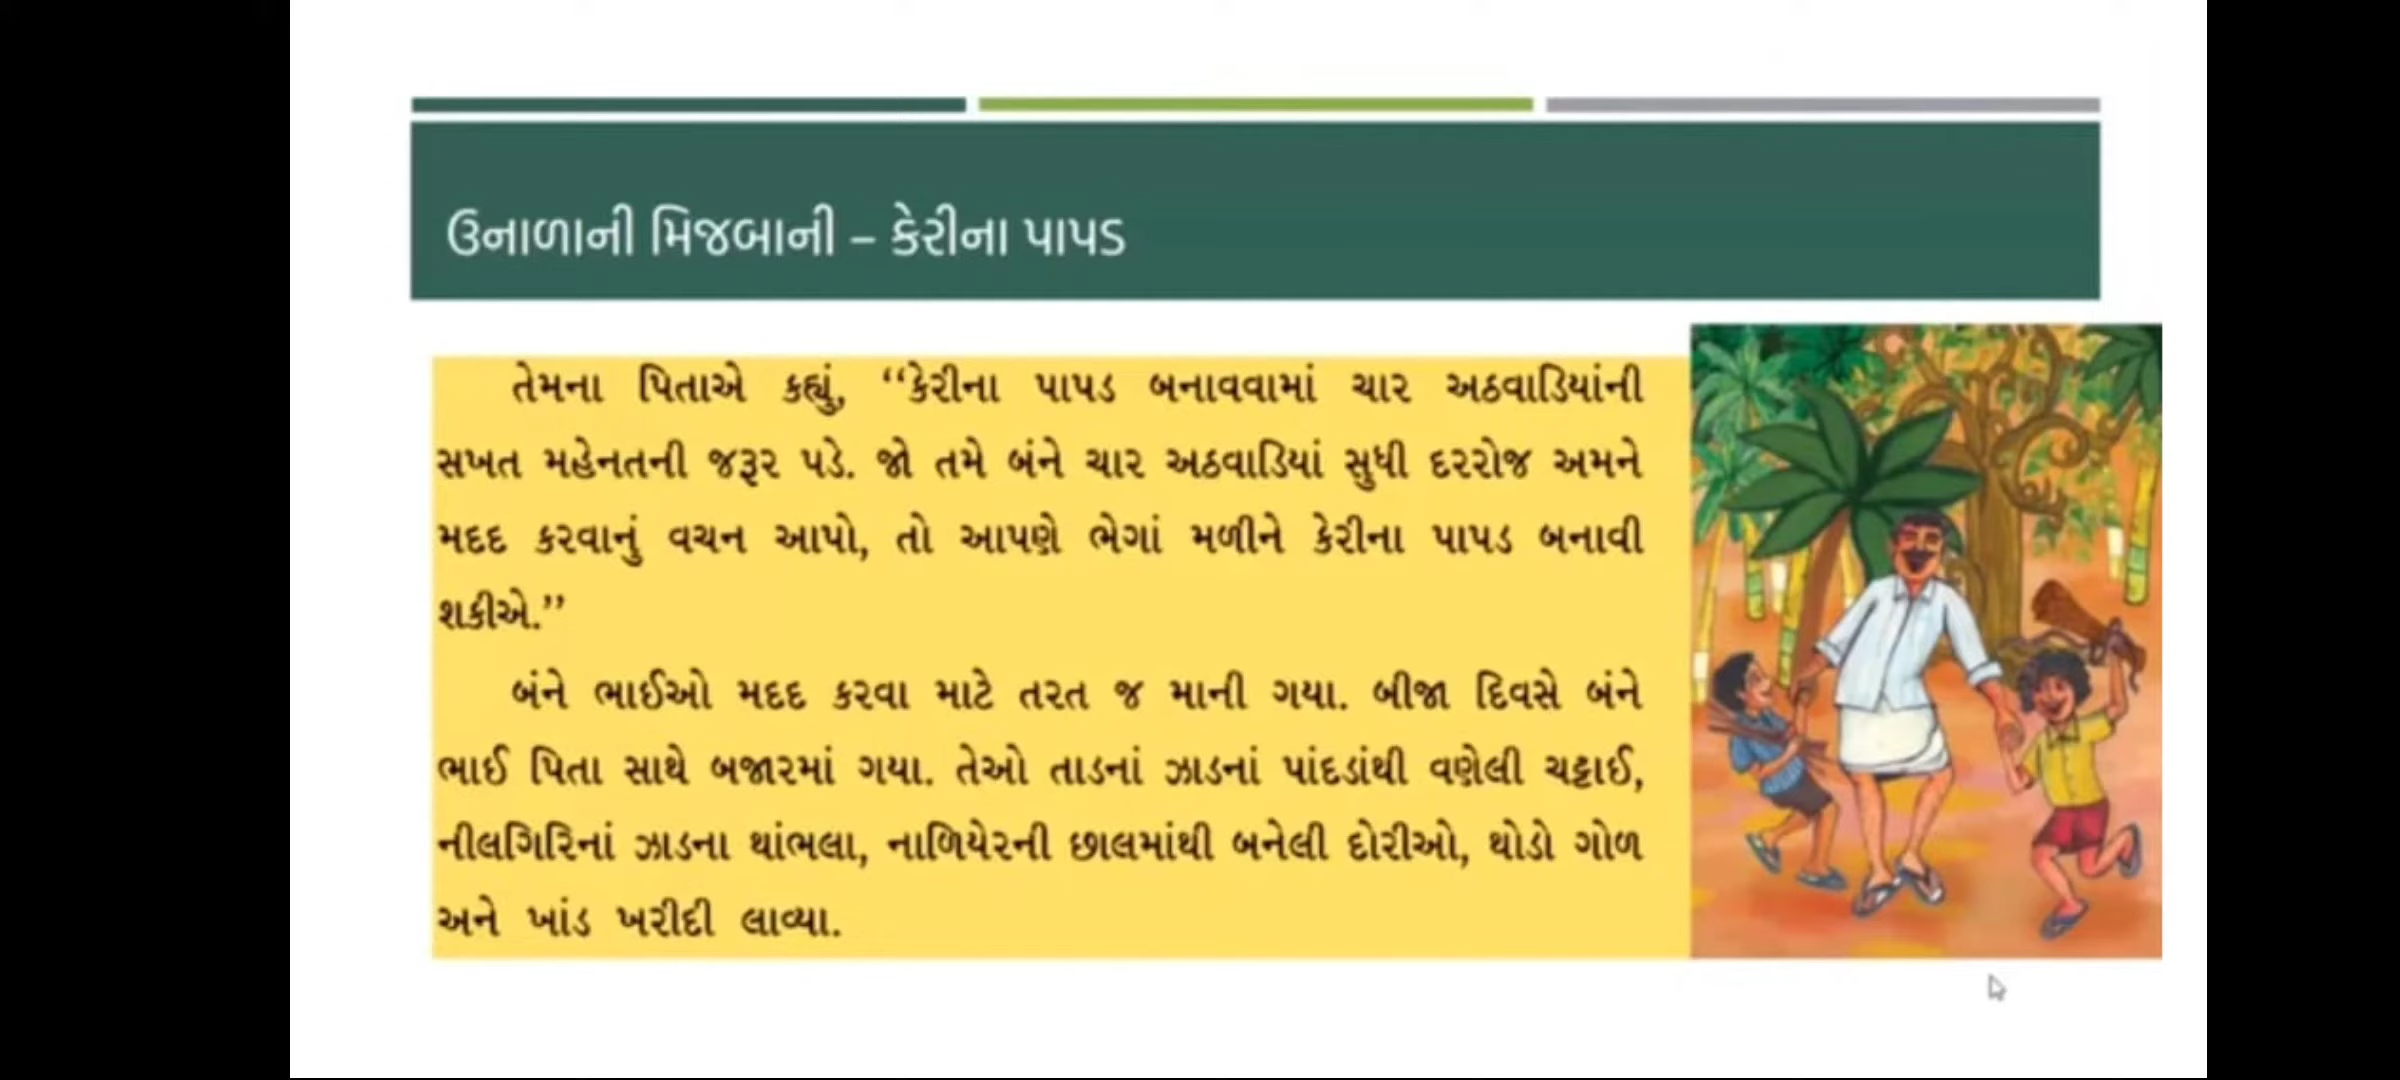 ઉનાળાની મિજબાની – કેરીના પાપડ
તેમના પિતાએ કહ્યું, “કેરીના પાપડ બનાવવામાં ચાર અઠવાડિયાંની
સખત મહેનતની જરૂર પડે. જો તમે બંને ચાર અઠવાડિયાં સુધી દરરોજ અમને
મદદ કરવાનું વચન આપો, તો આપણે ભેગાં મળીને કેરીના પાપડ બનાવી
શકીએ.”
બંને ભાઈઓ મદદ કરવા માટે તરત જ માની ગયા. બીજા દિવસે બંને
ભાઈ પિતા સાથે બજારમાં ગયા. તેઓ તાડનાં ઝાડનાં પાંદડાંથી વણેલી ચટ્ટાઈ,
નીલગિરિનાં ઝાડના થાંભલા, નાળિયેરની છાલમાંથી બનેલી દોરીઓ, થોડો ગોળ
અને ખાંડ ખરીદી લાવ્યા.